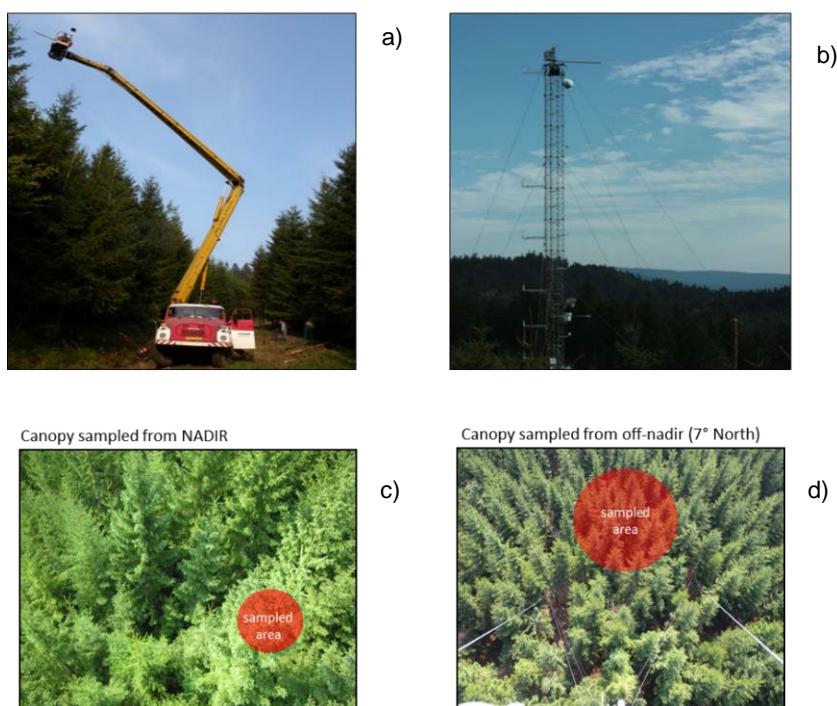 a)
b)
Canopy sampled from NADIR
Canopy sampled from off-nadir (7° North)
c)
d)
sampled
area
sampled
area